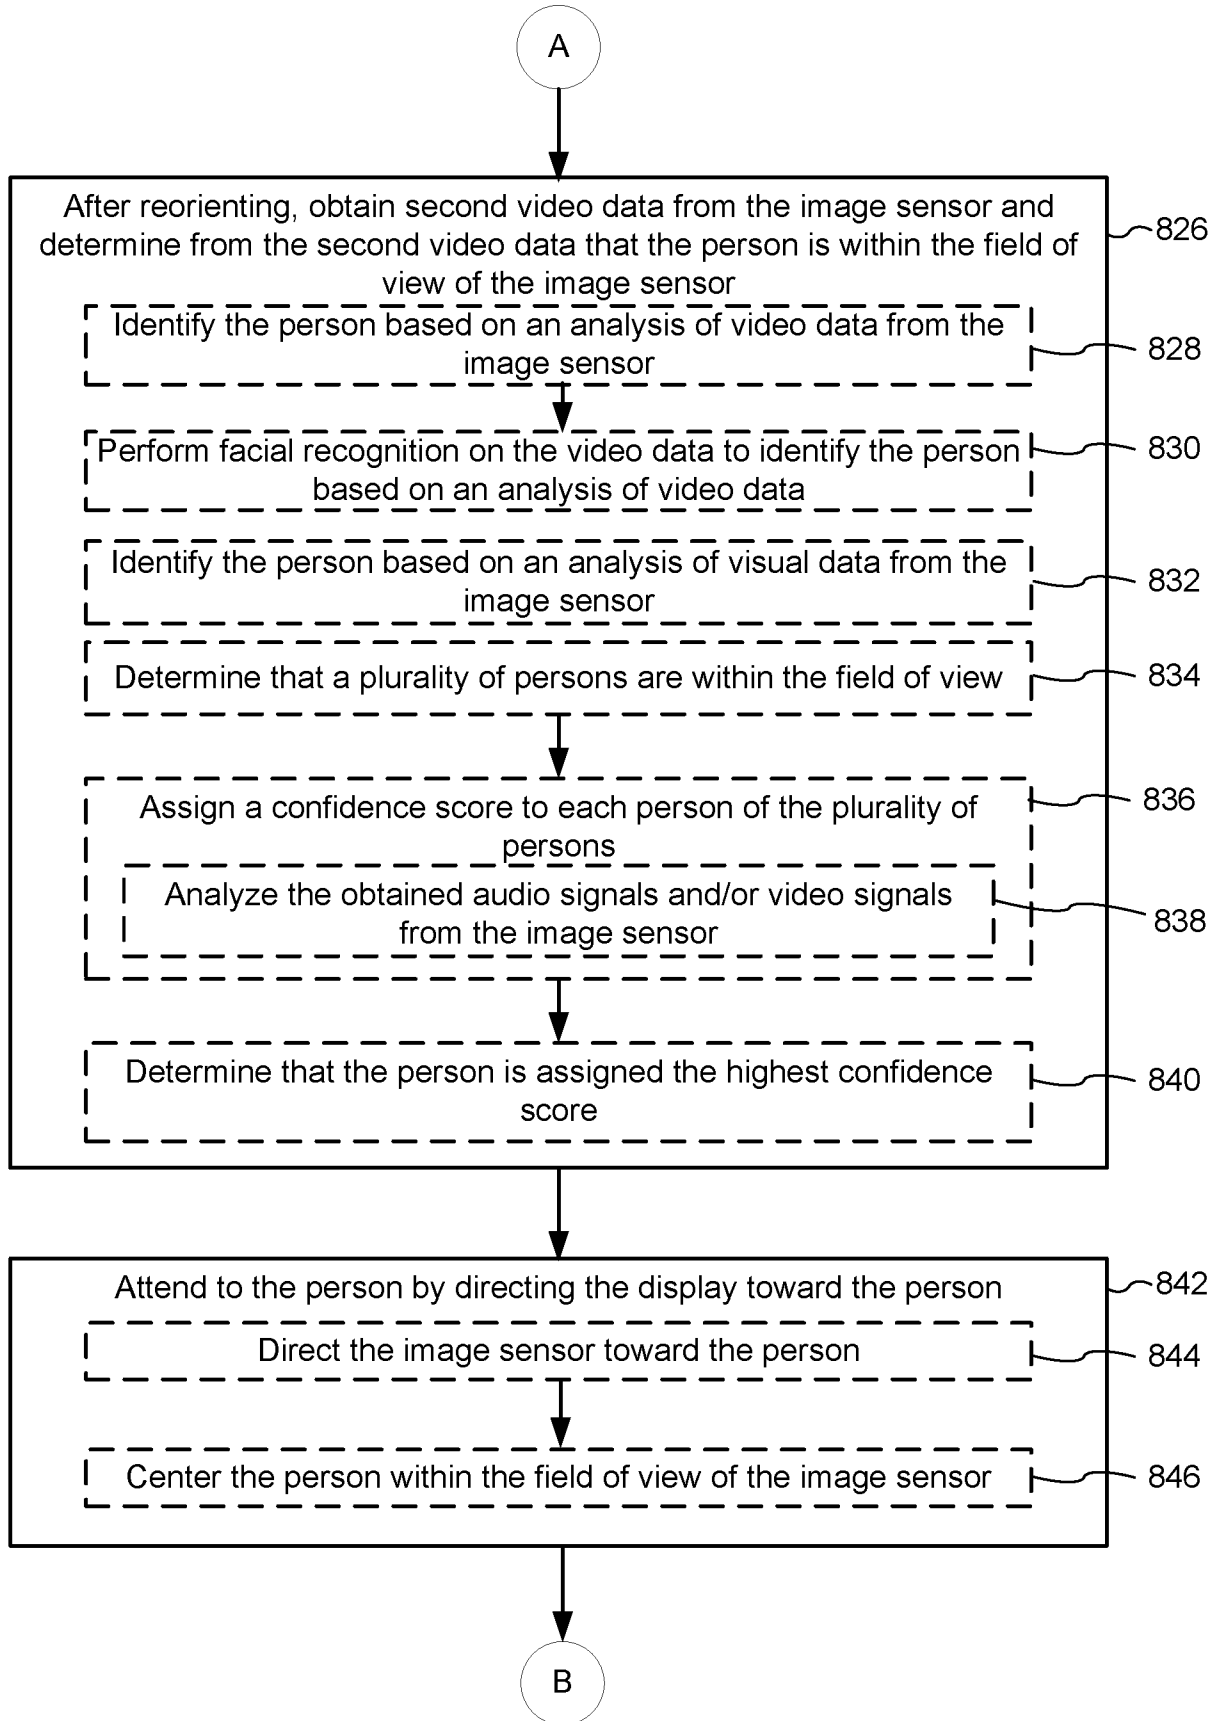 A
After reorienting, obtain second video data from the image sensor and
determine from the second video data that the person is within the field of
view of the image sensor
826
Identify the person based on an analysis of video data from the
image sensor
828
Perform facial recognition on the video data to identify the person
based on an analysis of video data
830
Identify the person based on an analysis of visual data from the
image sensor
832
Determine that a plurality of persons are within the field of view
834
Assign a confidence score to each person of the plurality of
persons
836
Analyze the obtained audio signals and/or video signals
from the image sensor
838
Determine that the person is assigned the highest confidence
score
840
Attend to the person by directing the display toward the person
842
Direct the image sensor toward the person
844
Center the person within the field of view of the image sensor
846
B